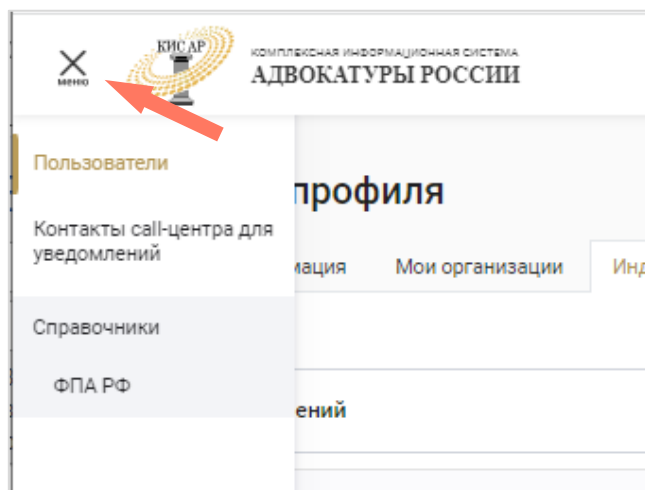 КИС АР
КОМПЛЕКСНАЯ ИНФОРМАЦИОННАЯ СИСТЕМА
АДВОКАТУРЫ РОССИИ
меню
Пользователи
Контакты call-центра для
уведомлений
Справочники
ФПА РФ
профиля
мация Мои организации Инд
ений